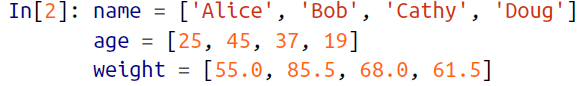 In[2]: name = ['Alice', 'Bob', 'Cathy', 'Doug']
age = [25, 45, 37, 19]
weight = [55.0, 85.5, 68.0, 61.5]